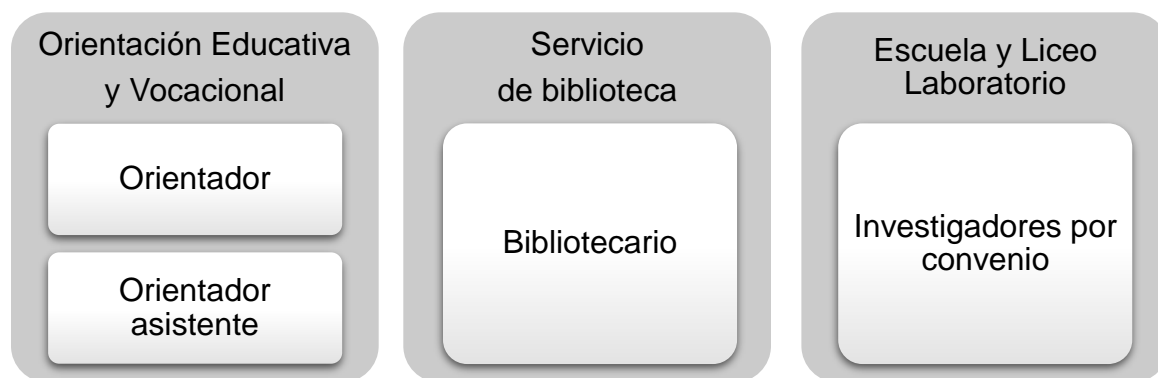 Orientación Educativa
y Vocacional
Orientador
Orientador
asistente
Servicio
de biblioteca
Bibliotecario
Escuela y Liceo
Laboratorio
Investigadores por
convenio